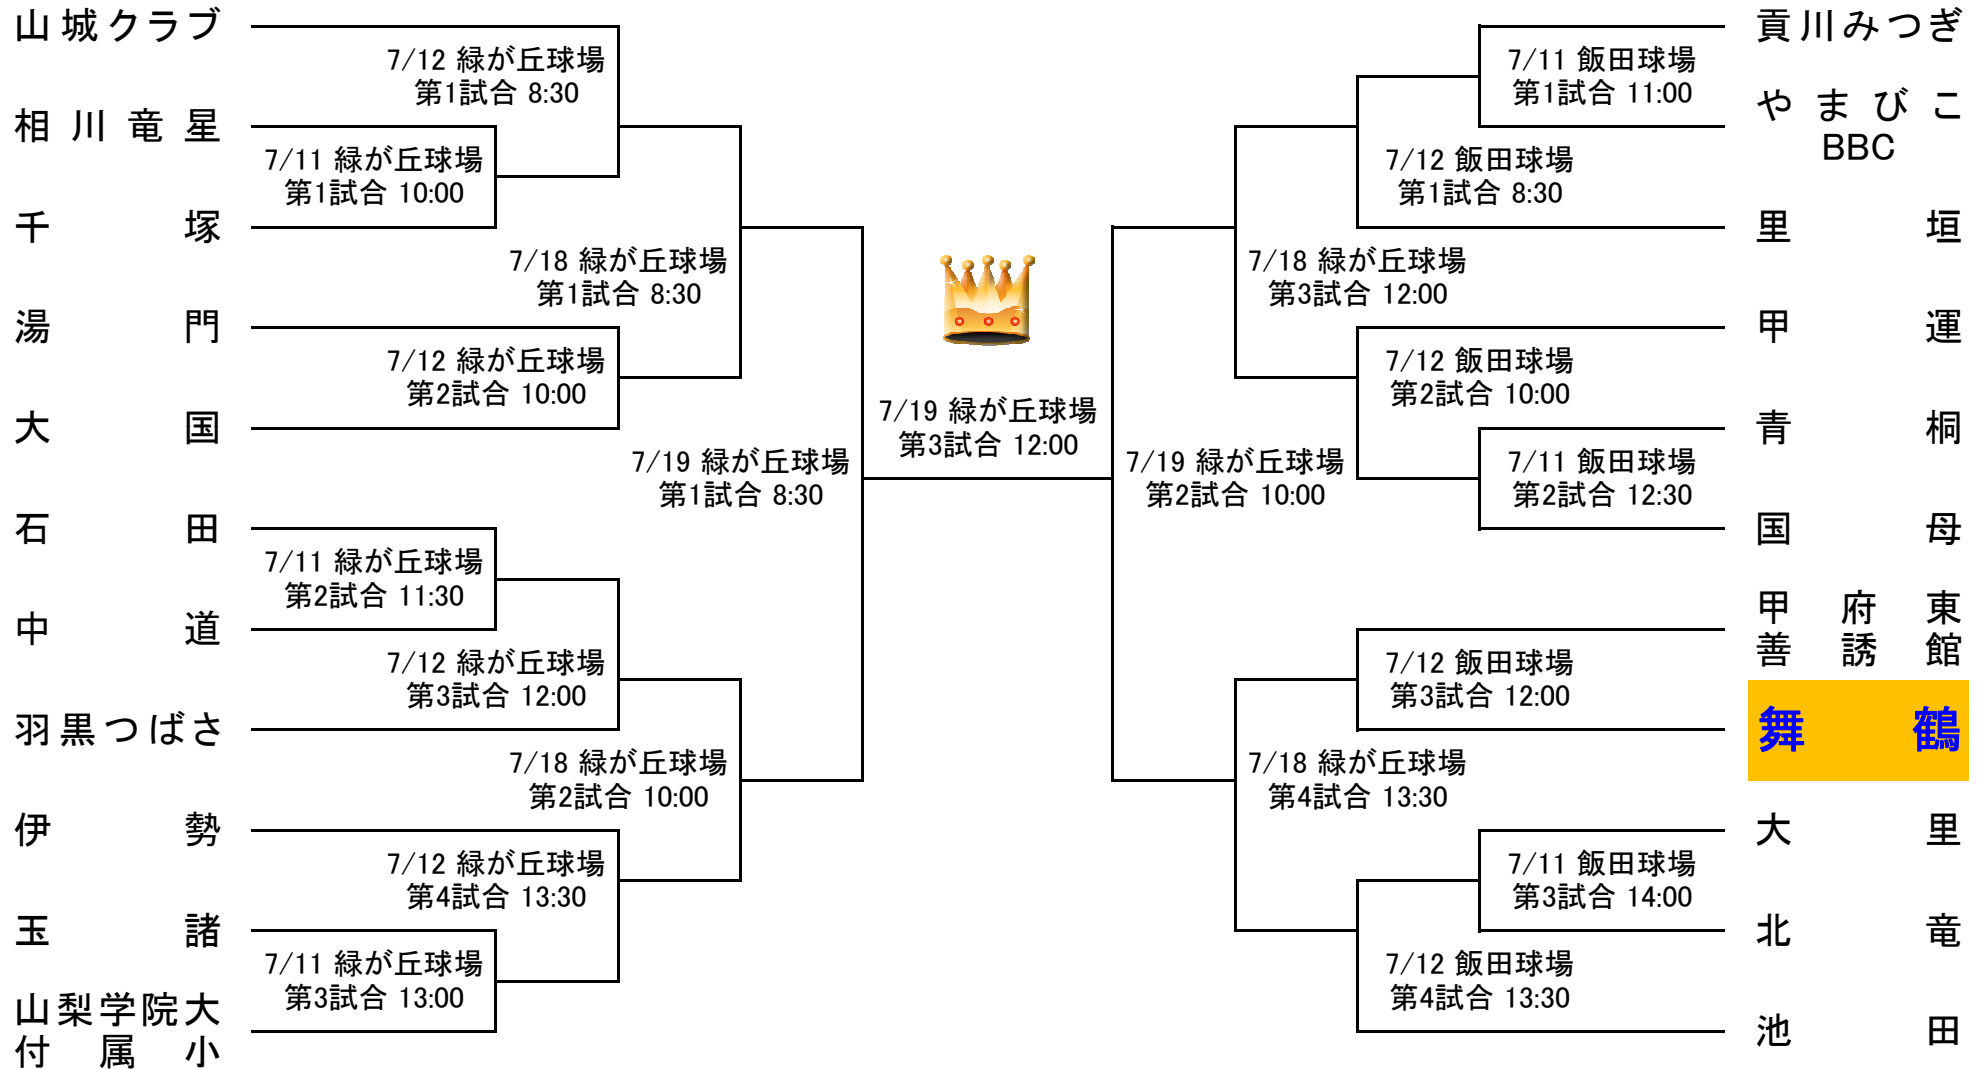 山城クラブ
7/12 緑が丘球場
第1試合 8:30
相川竜星
7/11 緑が丘球場
第1試合 10:00
千塚
7/18 緑が丘球場
第1試合 8:30
湯門
7/12 緑が丘球場
第2試合 10:00
大国
7/19 緑が丘球場
第1試合 8:30
石田
7/11 緑が丘球場
第2試合 11:30
中道
7/12 緑が丘球場
第3試合 12:00
羽黒つばさ
7/18 緑が丘球場
第2試合 10:00
伊勢
7/12 緑が丘球場
第4試合 13:30
玉諸
7/11 緑が丘球場
第3試合 13:00
山梨学院大
付属小
7/19 緑が丘球場
第3試合 12:00
貢川みつぎ
7/11 飯田球場
第1試合 11:00
やまびこ
BBC
7/12 飯田球場
第1試合 8:30
里垣
7/18 緑が丘球場
第3試合 12:00
甲運
7/12 飯田球場
第2試合 10:00
青桐
7/19 緑が丘球場
第2試合 10:00
7/11 飯田球場
第2試合 12:30
国母
甲府東
善誘館
7/12 飯田球場
第3試合 12:00
舞鶴
7/18 緑が丘球場
第4試合 13:30
大里
7/11 飯田球場
第3試合 14:00
北竜
7/12 飯田球場
第4試合 13:30
池田